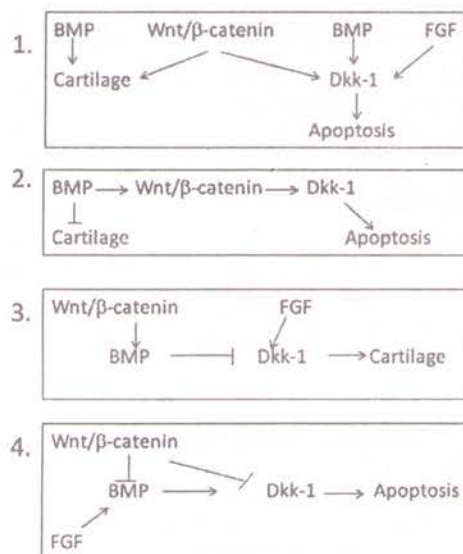 1.
BMP Wnt/β-catenin BMP FGF
Cartilage Dkk-1
Apoptosis
2.
BMP Wnt/β-catenin Dkk-1
Cartilage Apoptosis
3.
Wnt/β-catenin FGF
BMP Dkk-1 Cartilage
4.
Wnt/β-catenin
BMP Dkk-1 Apoptosis
FGF